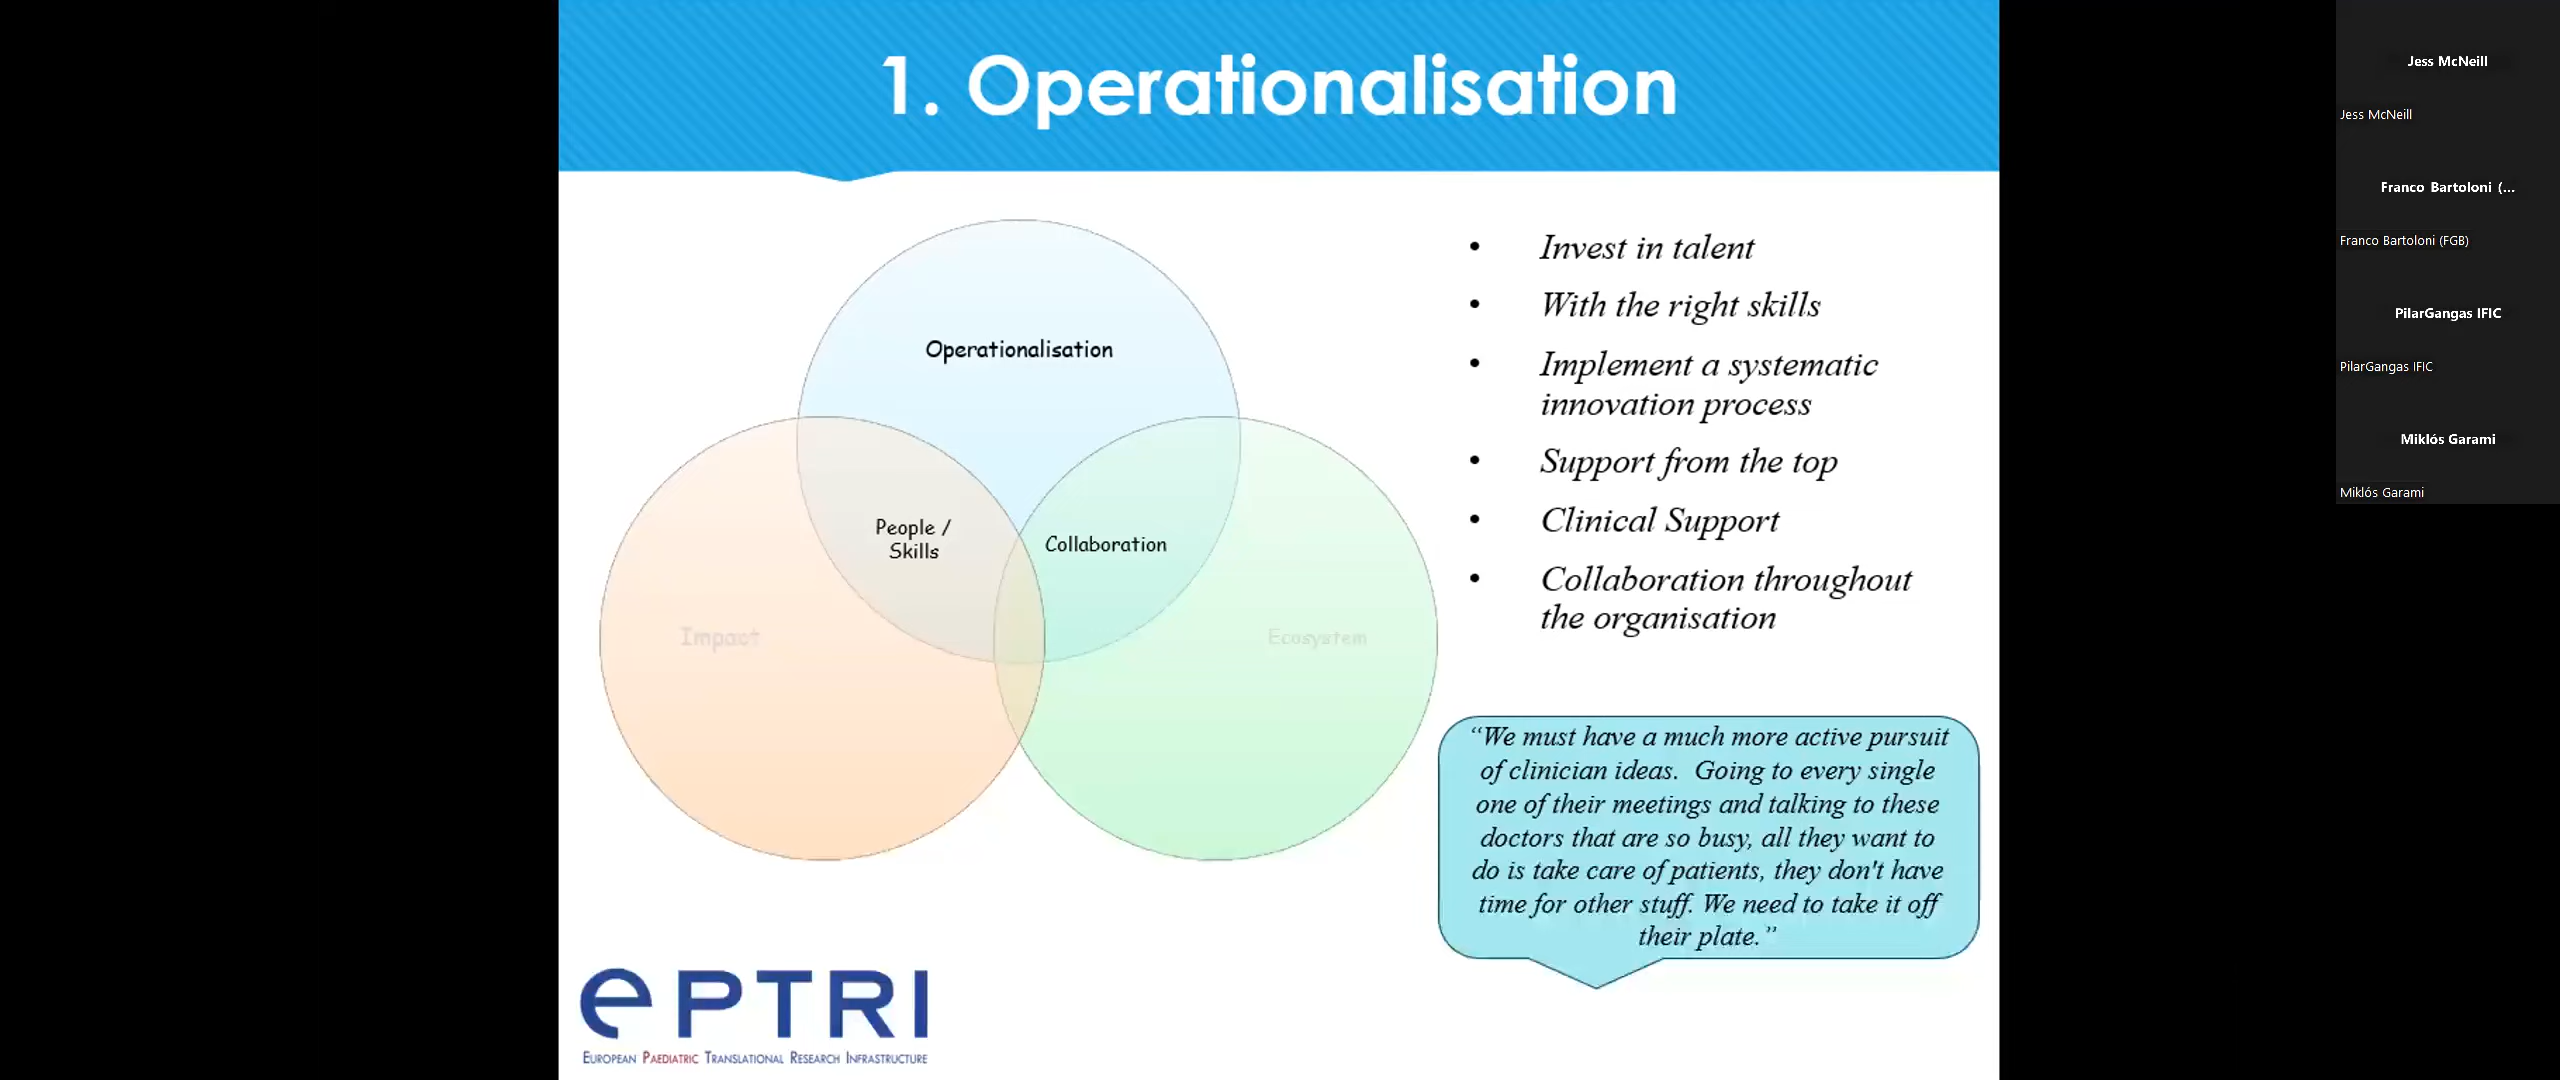 1. Operationalisation
Operationalisation
People /
Skills
Collaboration
Impact
Ecosystem
• Invest in talent
• With the right skills
• Implement a systematic
innovation process
• Support from the top
• Clinical Support
• Collaboration throughout
the organisation
“We must have a much more active pursuit
of clinician ideas.  Going to every single
one of their meetings and talking to these
doctors that are so busy, all they want to
do is take care of patients, they don't have
time for other stuff. We need to take it off
their plate.”
ePTRI
EUROPEAN PAEDIATRIC TRANSLATIONAL RESEARCH INFRASTRUCTURE
Jess McNeill
Jess McNeill
Franco Bartoloni (...
Franco Bartoloni (FGB)
PilarGangas IFIC
PilarGangas IFIC
Miklós Garami
Miklós Garami